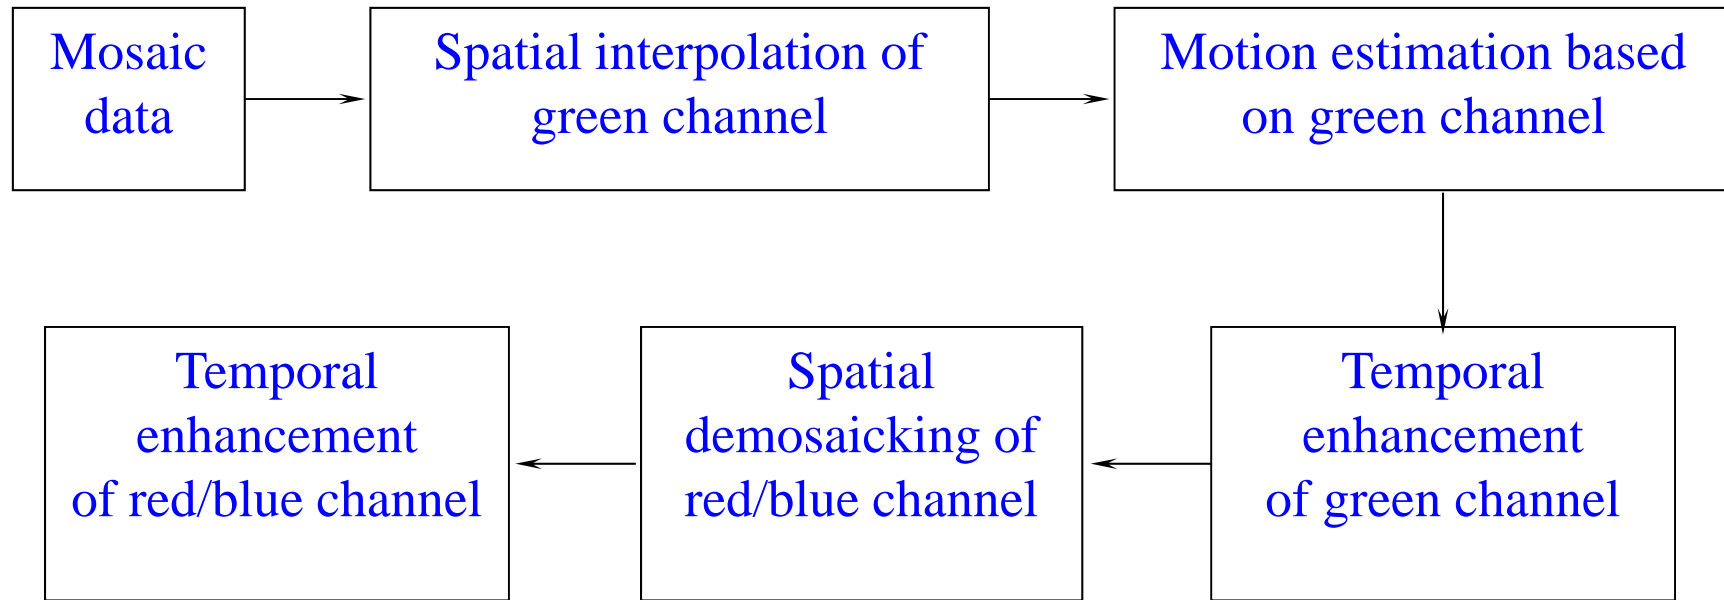 Mosaic
data
Spatial interpolation of
green channel
Motion estimation based
on green channel
Temporal
enhancement
of green channel
Spatial
demosaicking of
red/blue channel
Temporal
enhancement
of red/blue channel